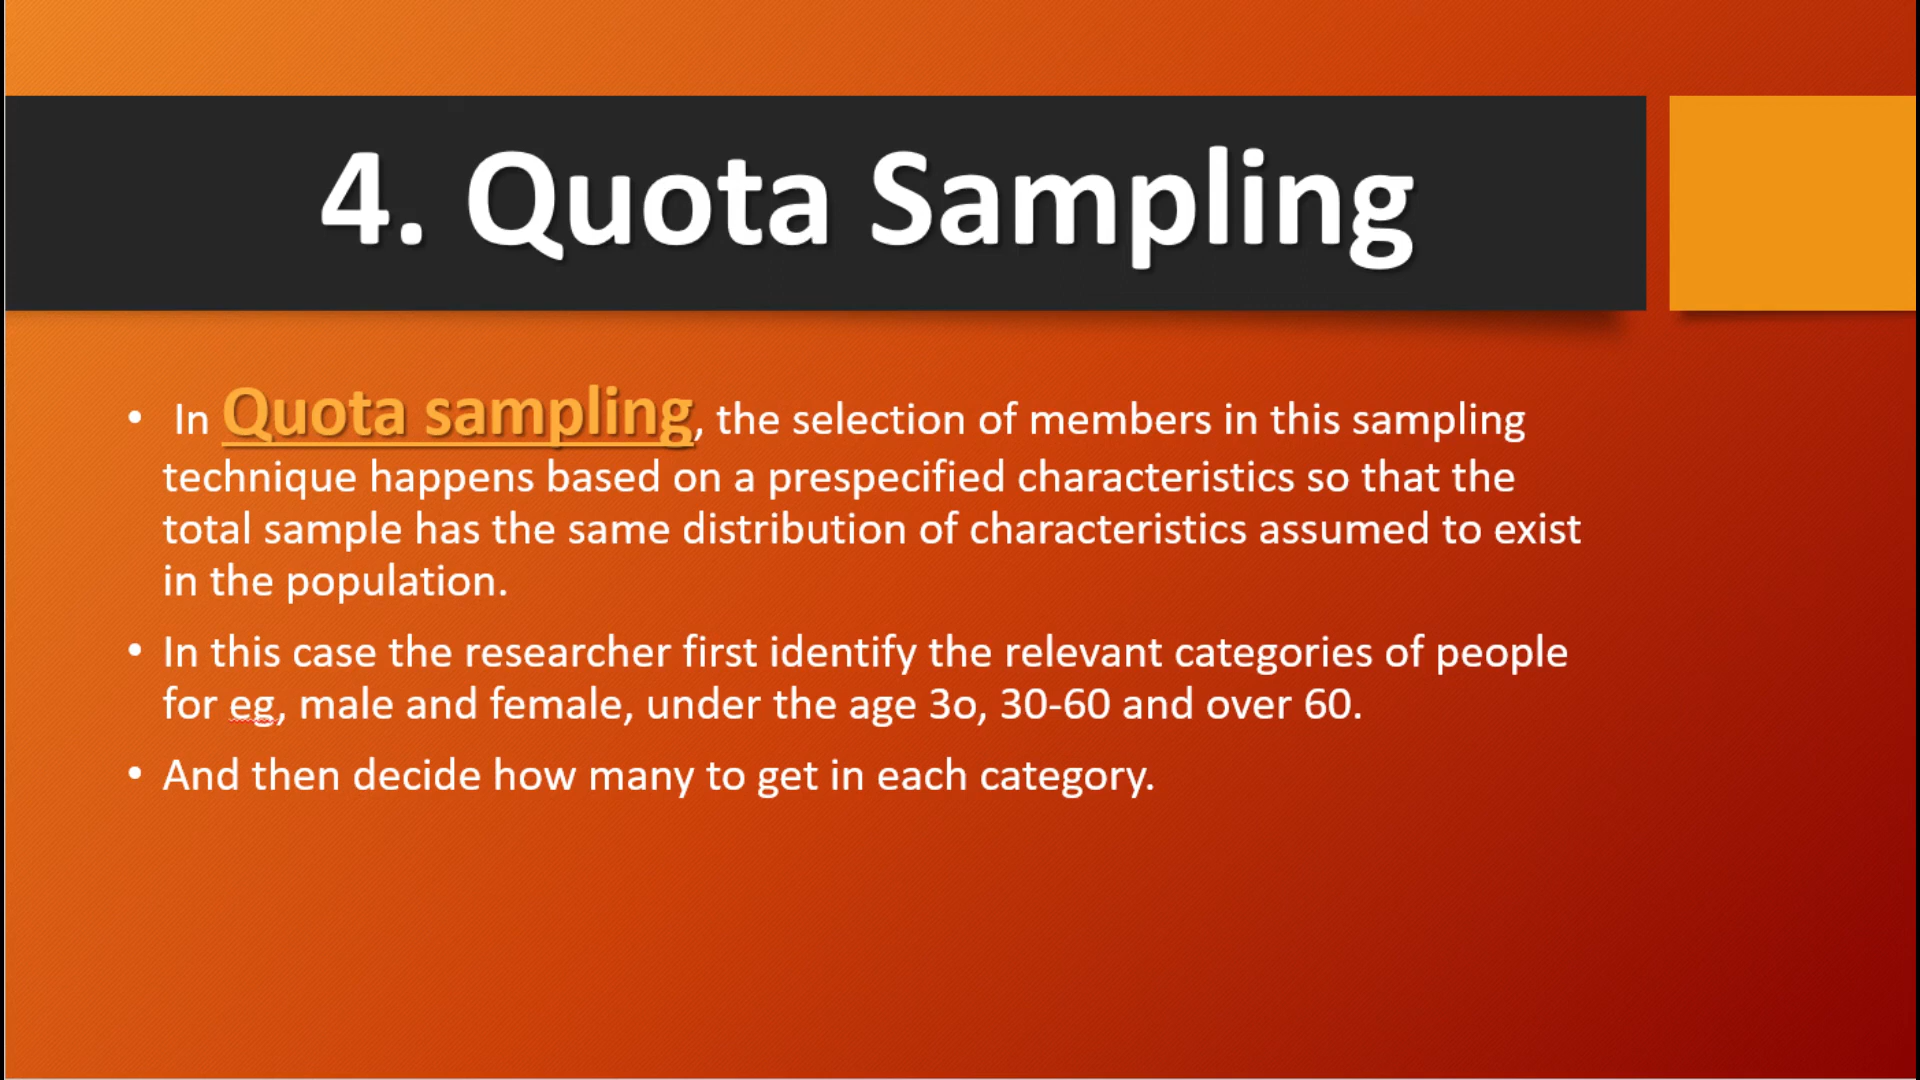 4. Quota Sampling
• In Quota sampling, the selection of members in this sampling
technique happens based on a prespecified characteristics so that the
total sample has the same distribution of characteristics assumed to exist
in the population.
• In this case the researcher first identify the relevant categories of people
for eg, male and female, under the age 3o, 30-60 and over 60.
• And then decide how many to get in each category.